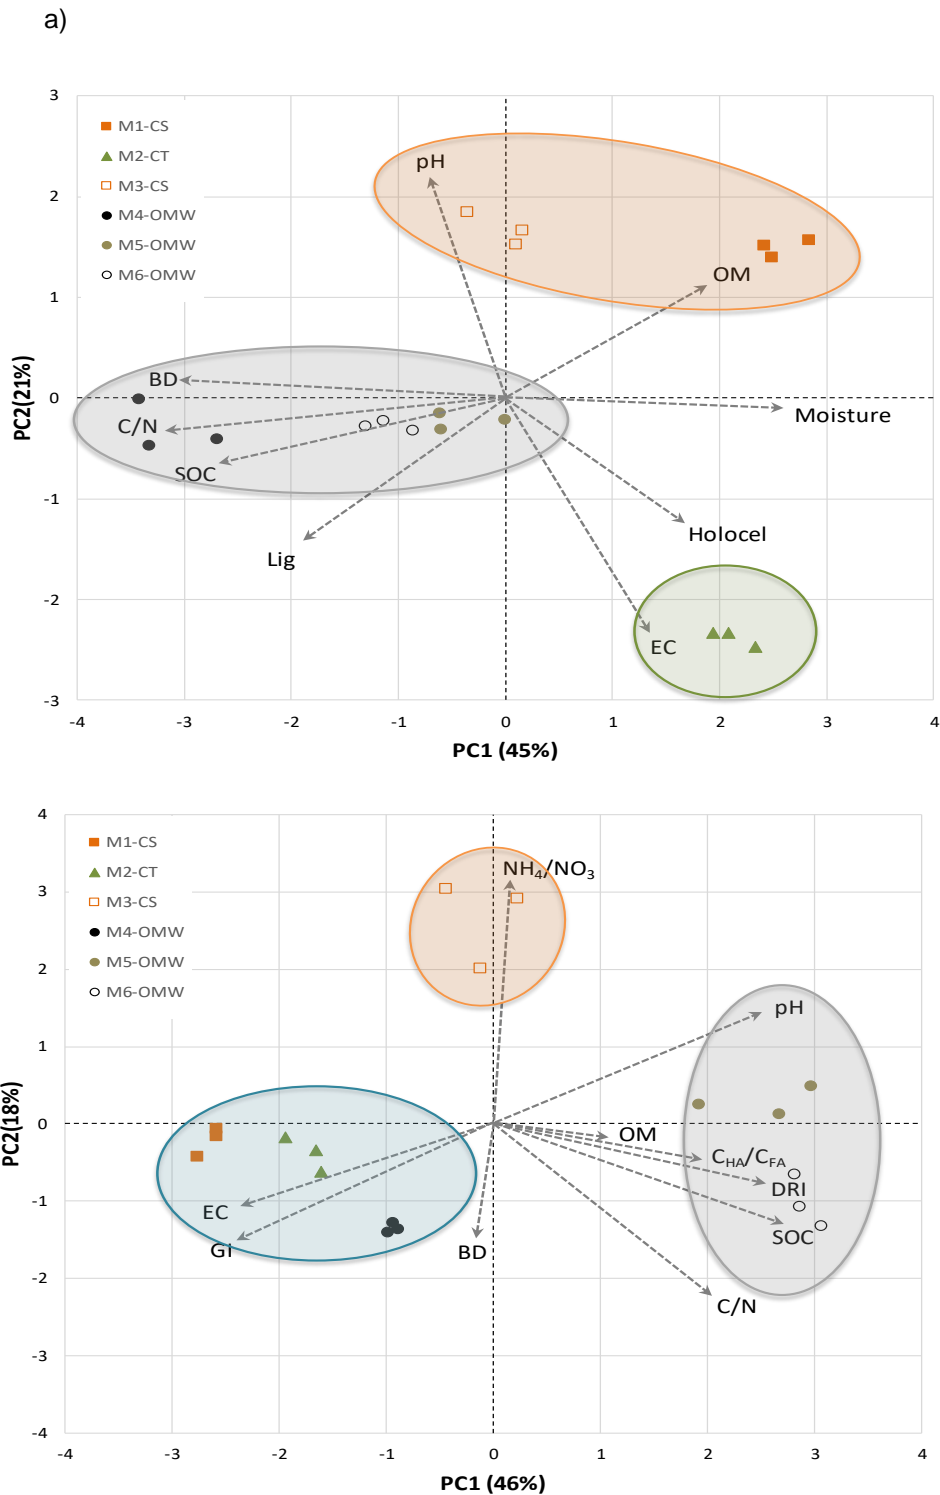 a)
3
2
1
0
-1
-2
-3
PC2(21%)
M1-CS
M2-CT
M3-CS
M4-OMW
M5-OMW
M6-OMW
pH
OM
BD
C/N
SOC
Lig
Moisture
Holocel
EC
-4 -3 -2 -1 0 1 2 3 4
PC1 (45%)
4
3
2
1
0
-1
-2
-3
-4
PC2(18%)
M1-CS
M2-CT
M3-CS
M4-OMW
M5-OMW
M6-OMW
NH₄/NO₃
pH
OM
C_HA/C_FA
DRI
SOC
C/N
EC
GI
BD
-4 -3 -2 -1 0 1 2 3 4
PC1 (46%)